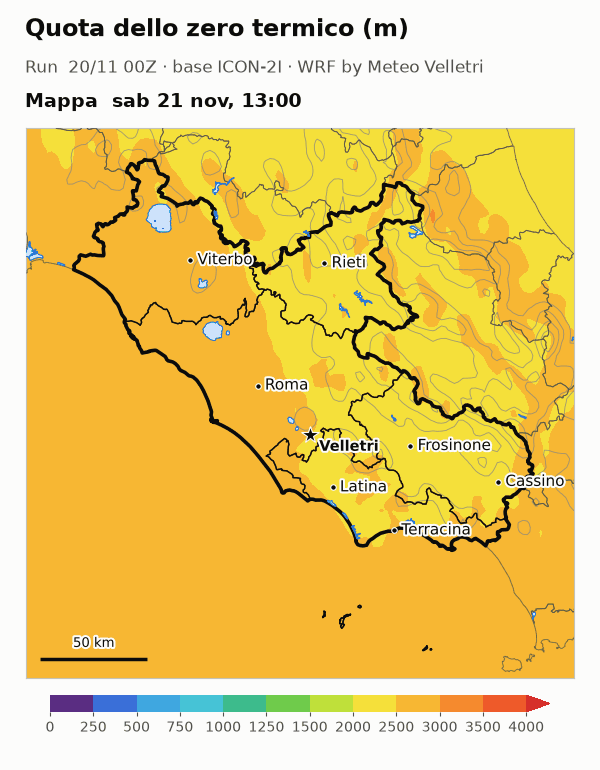 Quota dello zero termico (m)
Run  20/11 00Z · base ICON-2I · WRF by Meteo Velletri
Mappa  sab 21 nov, 13:00
Viterbo
Rieti
Roma
Velletri
Frosinone
Cassino
Latina
Terracina
50 km
0 250 500 750 1000 1250 1500 2000 2500 3000 3500 4000